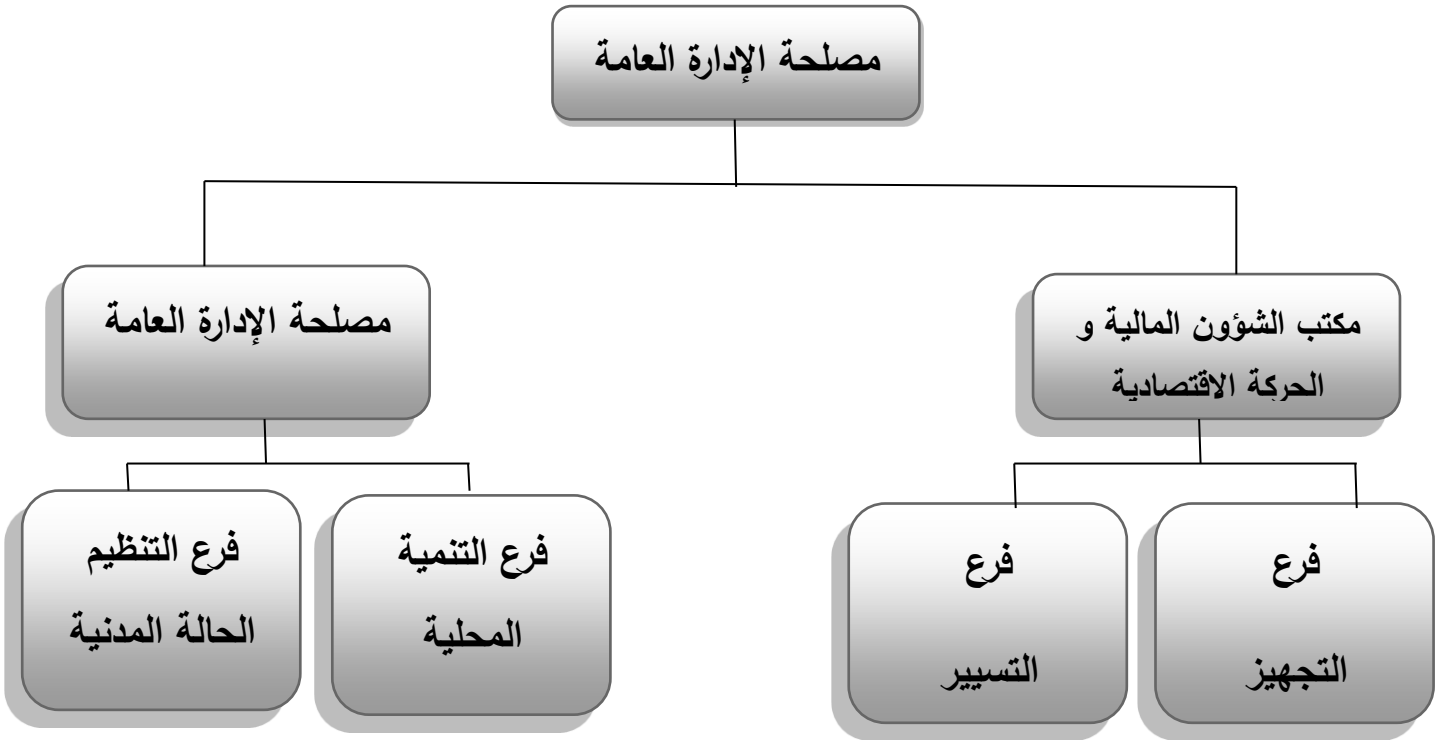 مصلحة الإدارة العامة
مكتب الشؤون المالية و
الحركة الاقتصادية
مصلحة الإدارة العامة
فرع
التجهيز
فرع
التسيير
فرع التنمية
المحلية
فرع التنظيم
الحالة المدنية